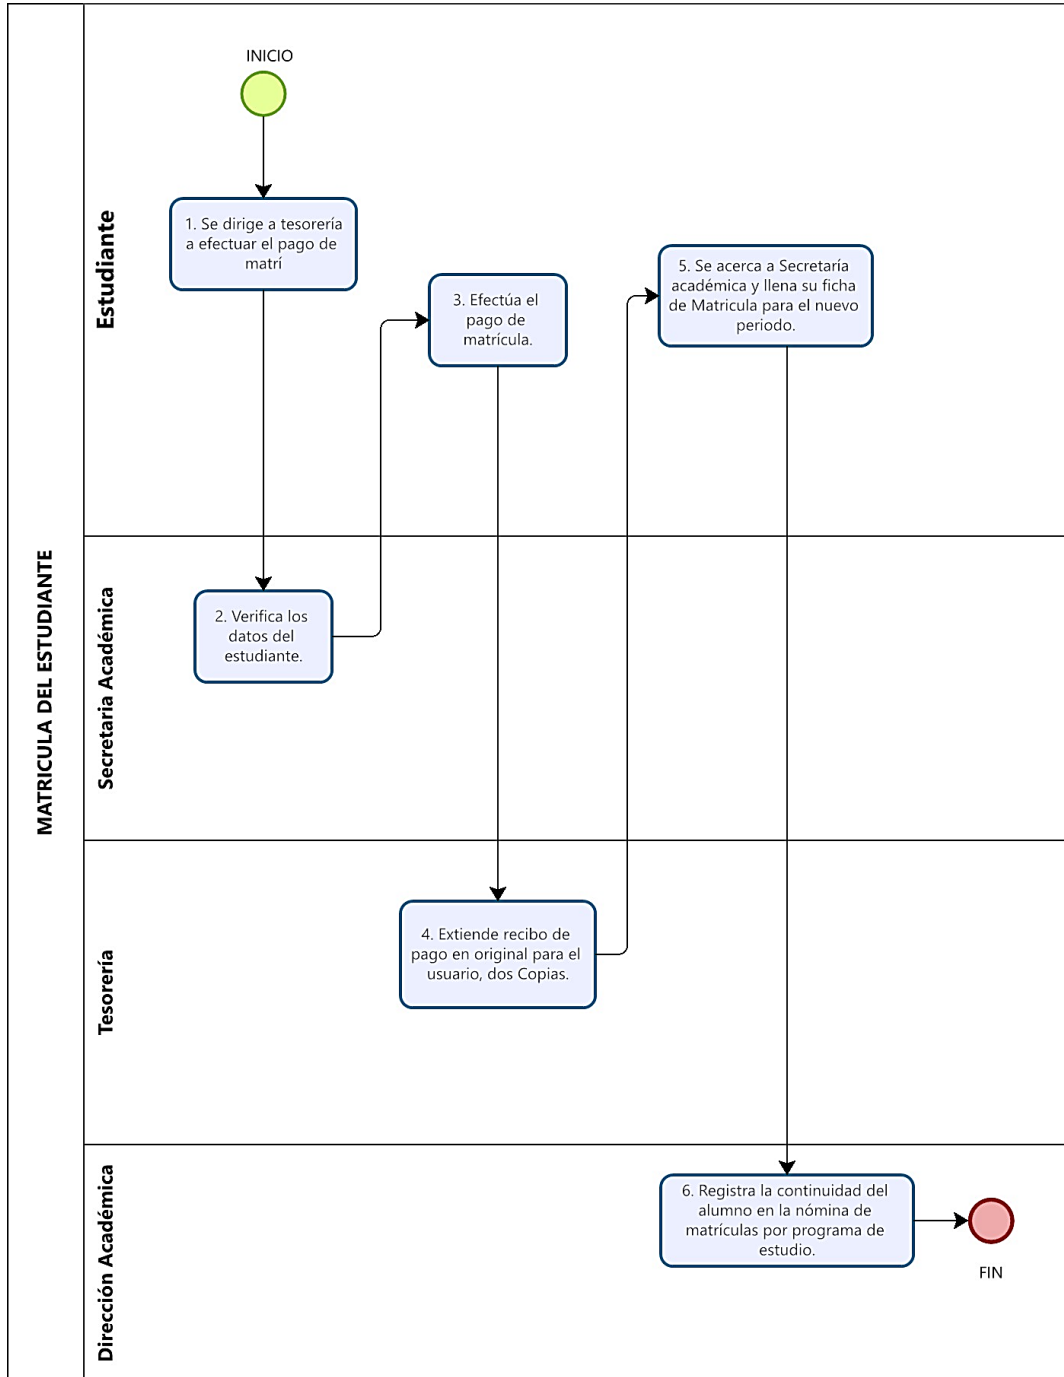 MATRICULA DEL ESTUDIANTE
Estudiante
INICIO
1. Se dirige a tesorería
a efectuar el pago de
matrí
3. Efectúa el
pago de
matrícula.
5. Se acerca a Secretaría
académica y llena su ficha
de Matricula para el nuevo
periodo.
Secretaria Académica
2. Verifica los
datos del
estudiante.
Tesorería
4. Extiende recibo de
pago en original para el
usuario, dos Copias.
Dirección Académica
6. Registra la continuidad del
alumno en la nómina de
matrículas por programa de
estudio.
FIN